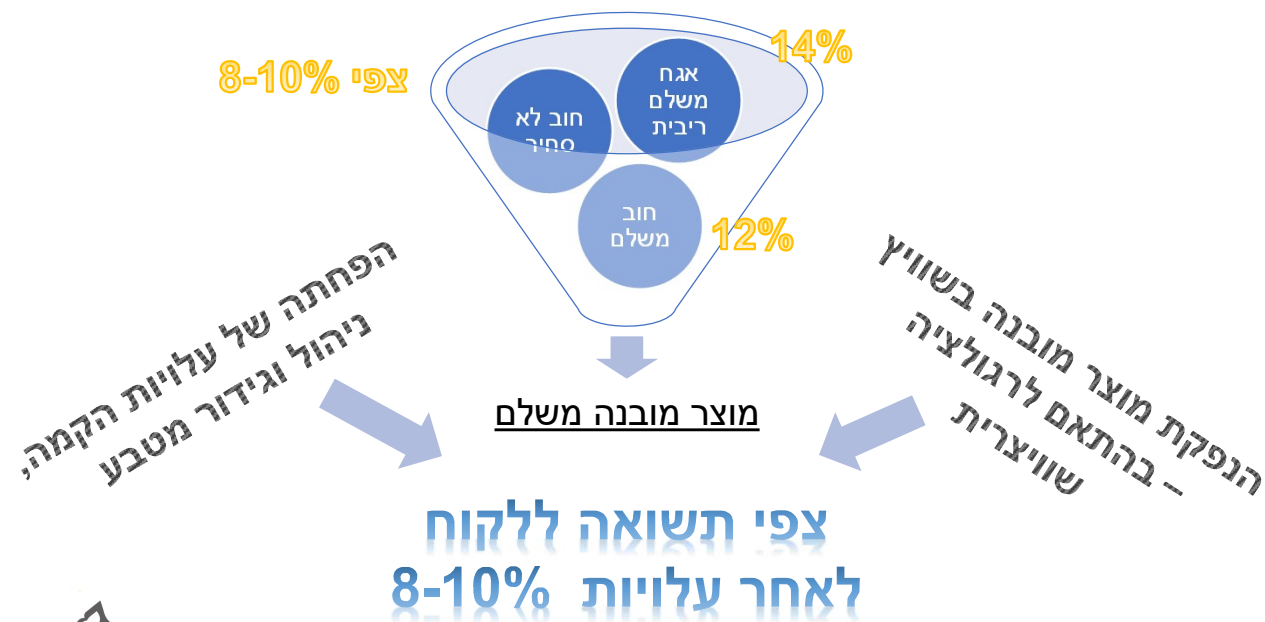 14%
צפי 8-10%
אגח
משלם
ריבית
חוב לא
סחיר
חוב
משלם
12%
הנפקת מוצר מובנה בשוויץ
– בהתאם לרגולציה
שוויצרית
הפחתה של עלויות הקמה,
ניהול וגידור מטבע
מוצר מובנה משלם
צפי תשואה ללקוח
לאחר עלויות 8-10%